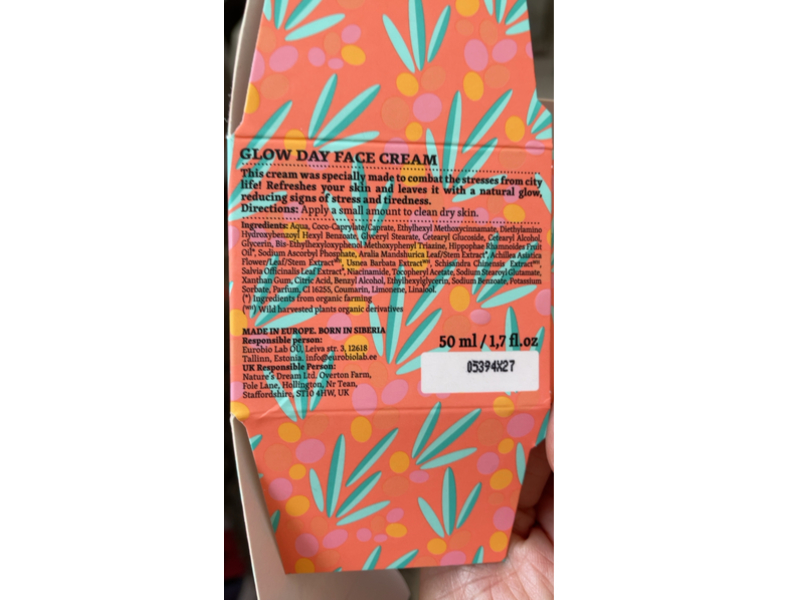 GLOW DAY FACE CREAM
This cream was specially made to combat the stresses from city
life! Refreshes your skin and leaves it with a natural glow,
reducing signs of stress and tiredness.
Directions: Apply a small amount to clean dry skin.
Ingredients: Aqua, Coco-Caprylate/Caprate, Ethylhexyl Methoxycinnamate, Diethylamino
Hydroxybenzoyl Hexyl Benzoate, Glyceryl Stearate, Cetearyl Glucoside, Cetearyl Alcohol,
Glycerin, Bis-Ethylhexyloxyphenol Methoxyphenyl Triazine, Hippophae Rhamnoides Fruit
Oil*, Sodium Ascorbyl Phosphate, Aralia Mandshurica Leaf/Stem Extract*, Achillea Asiatica
Flower/Leaf/Stem Extract(WH), Usnea Barbata Extract(WH), Schisandra Chinensis Extract(WH),
Salvia Officinalis Leaf Extract*, Niacinamide, Tocopheryl Acetate, Sodium Stearoyl Glutamate,
Xanthan Gum, Citric Acid, Benzyl Alcohol, Ethylhexylglycerin, Sodium Benzoate, Potassium
Sorbate, Parfum, CI 16255, Coumarin, Limonene, Linalool.
(*) Ingredients from organic farming
(WH) Wild harvested plants organic derivatives
MADE IN EUROPE. BORN IN SIBERIA
Responsible person:
Eurobio Lab OÜ, Leiva str. 3, 12618
Tallinn, Estonia. info@eurobiolab.ee
UK Responsible Person:
Nature's Dream Ltd. Overton Farm,
Fole Lane, Hollington, Nr Tean,
Staffordshire, ST10 4HW, UK
50 ml / 1,7 fl.oz
05394X27